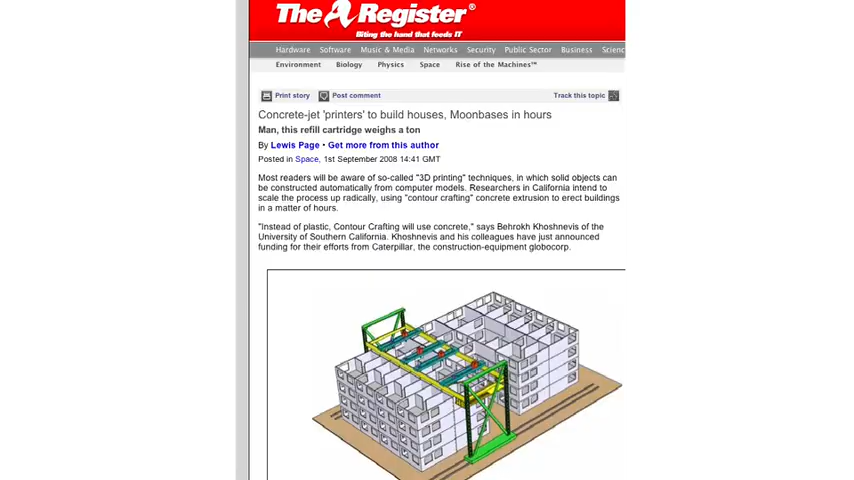 The Register®
Biting the hand that feeds IT
Hardware Software Music & Media Networks Security Public Sector Business Scienc
Environment Biology Physics Space Rise of the Machines™
Print story Post comment Track this topic
Concrete-jet 'printers' to build houses, Moonbases in hours
Man, this refill cartridge weighs a ton
By Lewis Page • Get more from this author
Posted in Space, 1st September 2008 14:41 GMT
Most readers will be aware of so-called "3D printing" techniques, in which solid objects can
be constructed automatically from computer models. Researchers in California intend to
scale the process up radically, using "contour crafting" concrete extrusion to erect buildings
in a matter of hours.
"Instead of plastic, Contour Crafting will use concrete," says Behrokh Khoshnevis of the
University of Southern California. Khoshnevis and his colleagues have just announced
funding for their efforts from Caterpillar, the construction-equipment globocorp.